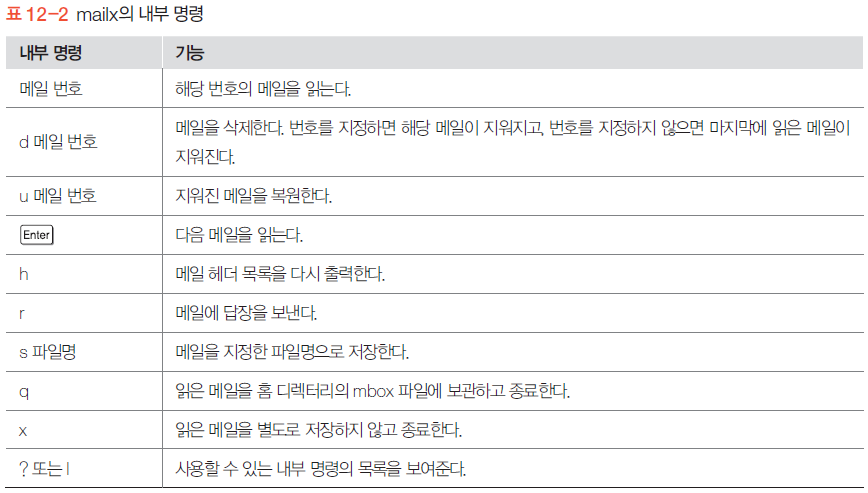 표 12-2 mailx의 내부 명령
내부 명령 기능
메일 번호 해당 번호의 메일을 읽는다.
d 메일 번호 메일을 삭제한다. 번호를 지정하면 해당 메일이 지워지고, 번호를 지정하지 않으면 마지막에 읽은 메일이
지워진다.
u 메일 번호 지워진 메일을 복원한다.
Enter 다음 메일을 읽는다.
h 메일 헤더 목록을 다시 출력한다.
r 메일에 답장을 보낸다.
s 파일명 메일을 지정한 파일명으로 저장한다.
q 읽은 메일을 홈 디렉터리의 mbox 파일에 보관하고 종료한다.
x 읽은 메일을 별도로 저장하지 않고 종료한다.
? 또는 l 사용할 수 있는 내부 명령의 목록을 보여준다.